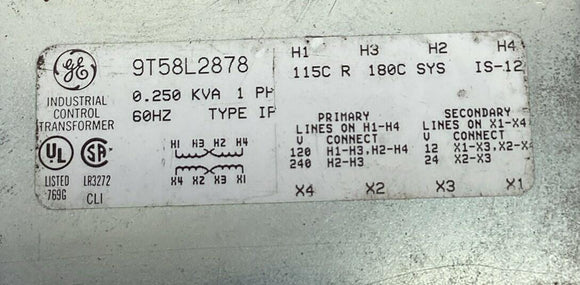 GE
9T58L2878
INDUSTRIAL
CONTROL
TRANSFORMER
0.250 KVA 1 PH
60HZ TYPE IP
UL
LISTED
769G
SA
LR3272
CLI
H1 H3 H2 H4
X4 X2 X3 X1
H1 H3 H2 H4
115C R 180C SYS IS-12
PRIMARY
LINES ON H1-H4
V CONNECT
120 H1-H3,H2-H4
240 H2-H3
SECONDARY
LINES ON X1-X4
V CONNECT
12 X1-X3,X2-X
24 X2-X3
X4 X2 X3 X1